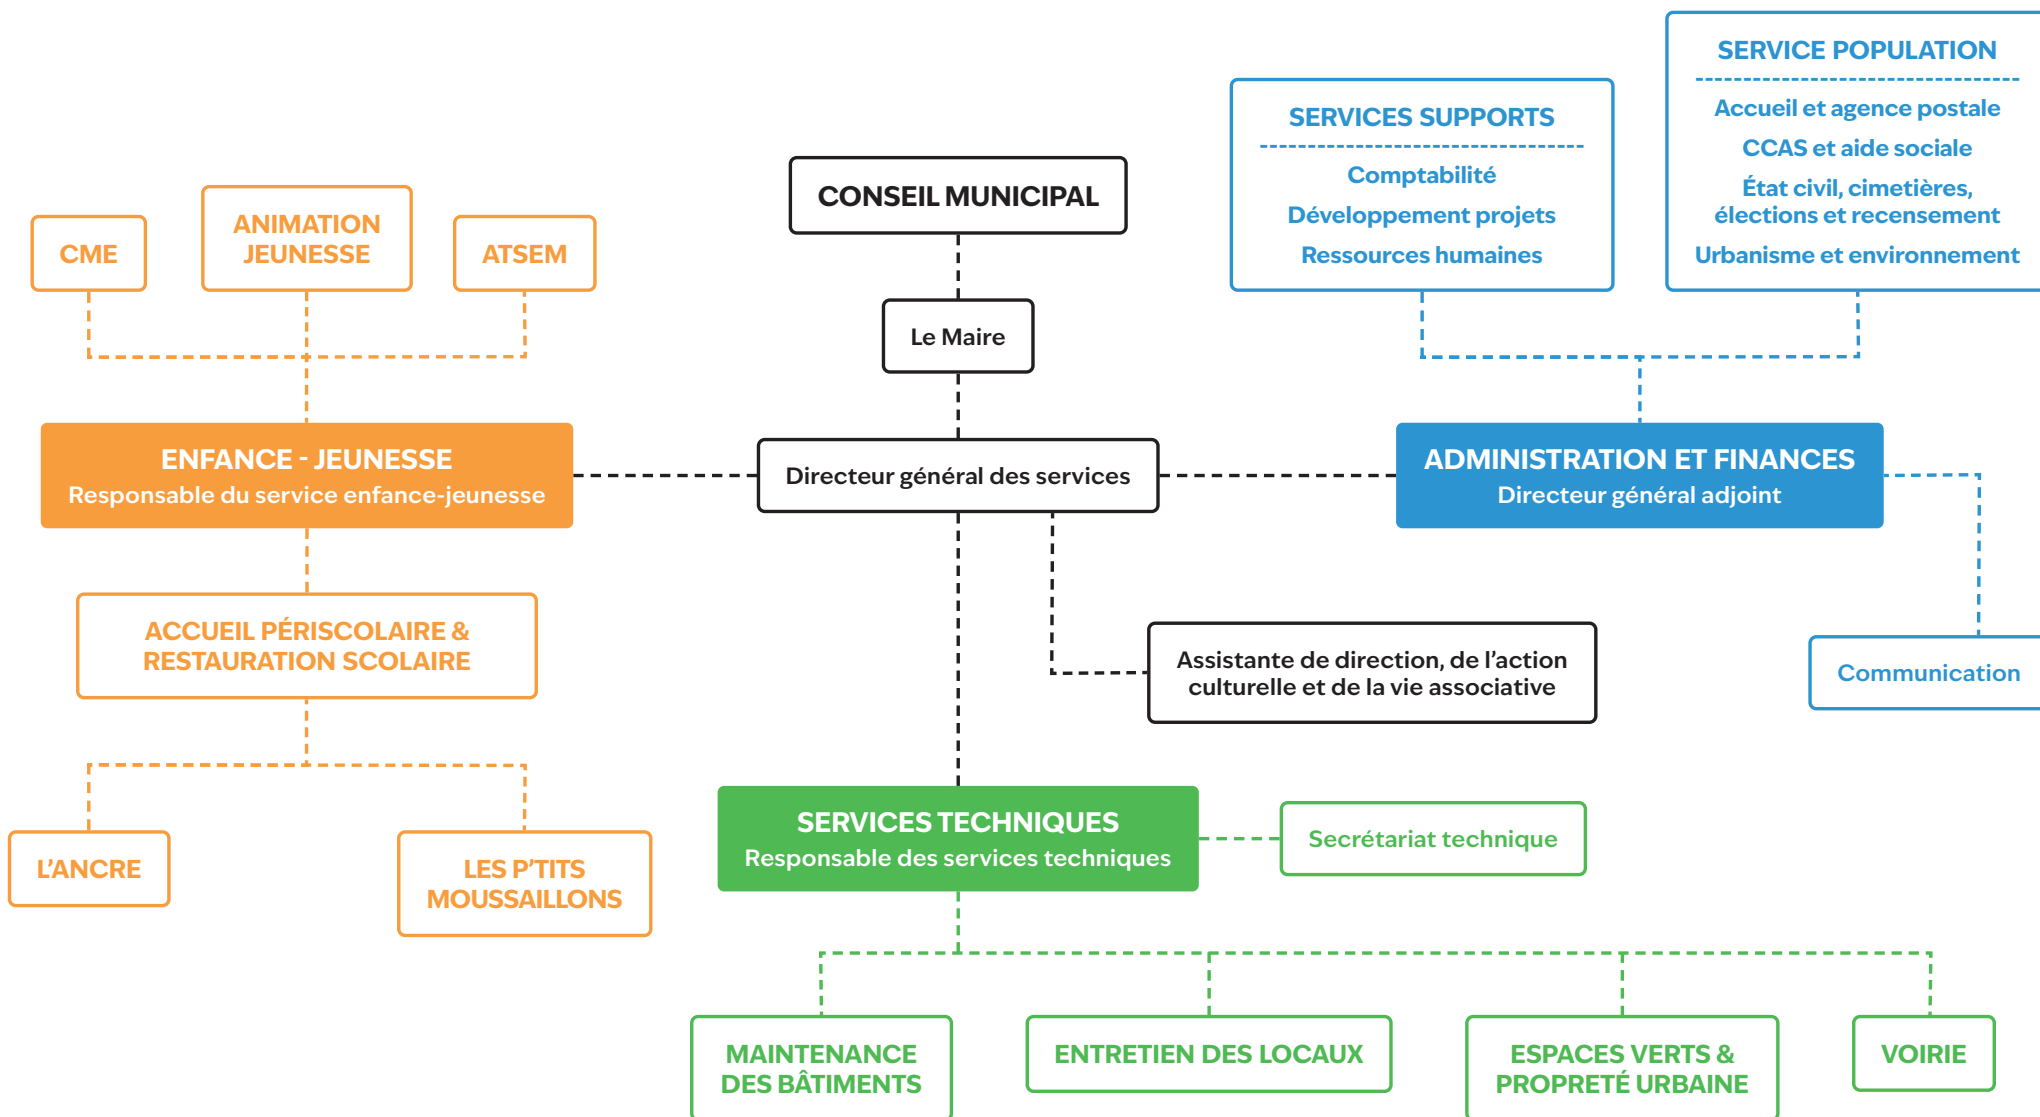 SERVICE POPULATION
Accueil et agence postale
CCAS et aide sociale
État civil, cimetières,
élections et recensement
Urbanisme et environnement
SERVICES SUPPORTS
Comptabilité
Développement projets
Ressources humaines
CONSEIL MUNICIPAL
Le Maire
Directeur général des services
CME
ANIMATION
JEUNESSE
ATSEM
ENFANCE - JEUNESSE
Responsable du service enfance-jeunesse
ADMINISTRATION ET FINANCES
Directeur général adjoint
ACCUEIL PÉRISCOLAIRE &
RESTAURATION SCOLAIRE
Assistante de direction, de l’action
culturelle et de la vie associative
Communication
L’ANCRE
LES P’TITS
MOUSSAILLONS
SERVICES TECHNIQUES
Responsable des services techniques
Secrétariat technique
MAINTENANCE
DES BÂTIMENTS
ENTRETIEN DES LOCAUX
ESPACES VERTS &
PROPRETÉ URBAINE
VOIRIE